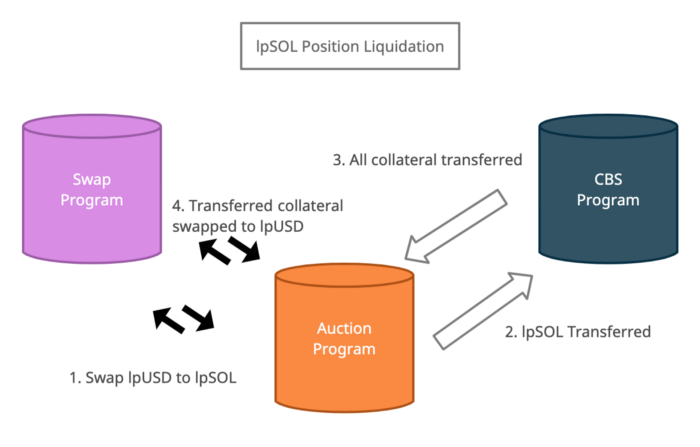 lpSOL Position Liquidation
3. All collateral transferred
Swap
Program
CBS
Program
4. Transferred collateral
swapped to lpUSD
Auction
Program
2. lpSOL Transferred
1. Swap lpUSD to lpSOL